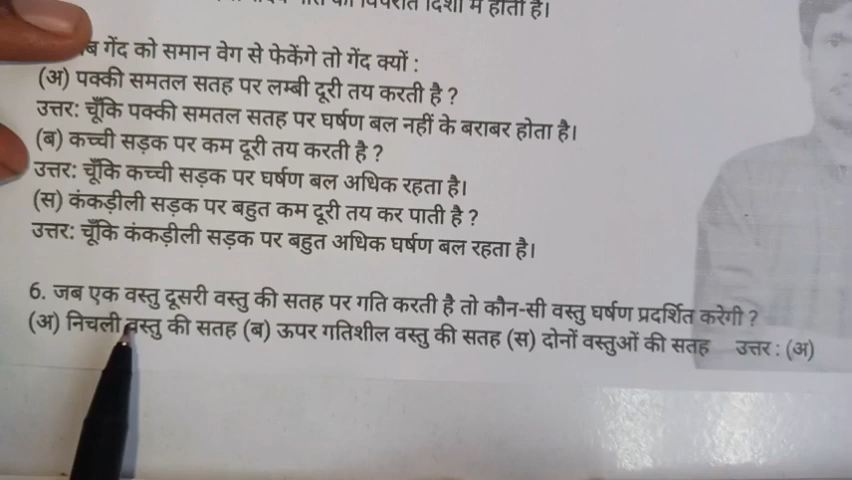 विपरीत दिशा में होती है।
गेंद को समान वेग से फेकेंगे तो गेंद क्यों :
(अ) पक्की समतल सतह पर लम्बी दूरी तय करती है ?
उत्तर: चूँकि पक्की समतल सतह पर घर्षण बल नहीं के बराबर होता है।
(ब) कच्ची सड़क पर कम दूरी तय करती है ?
उत्तर: चूँकि कच्ची सड़क पर घर्षण बल अधिक रहता है।
(स) कंकड़ीली सड़क पर बहुत कम दूरी तय कर पाती है ?
उत्तर: चूँकि कंकड़ीली सड़क पर बहुत अधिक घर्षण बल रहता है।
6. जब एक वस्तु दूसरी वस्तु की सतह पर गति करती है तो कौन-सी वस्तु घर्षण प्रदर्शित करेगी ?
(अ) निचली वस्तु की सतह (ब) ऊपर गतिशील वस्तु की सतह (स) दोनों वस्तुओं की सतह उत्तर : (अ)